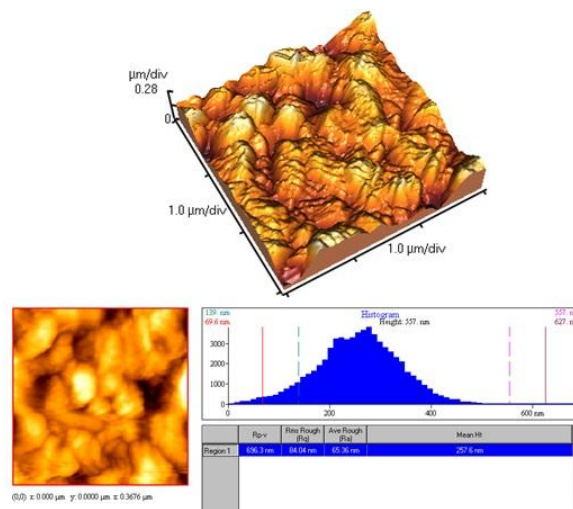 µm/div
0.28
0
1.0 µm/div
1.0 µm/div
139. nm
69.6 nm
Histogram
Height: 557. nm
557. nm
627. nm
3000
2000
1000
0
0
200
400
600 nm
Rp-v
Rms Rough (Rq)
Ave Rough (Ra)
Mean Ht
Region 1
696.3 nm
84.04 nm
65.36 nm
257.6 nm
(0,0) x: 0.000 µm y: 0.0000 µm z: 0.3676 µm